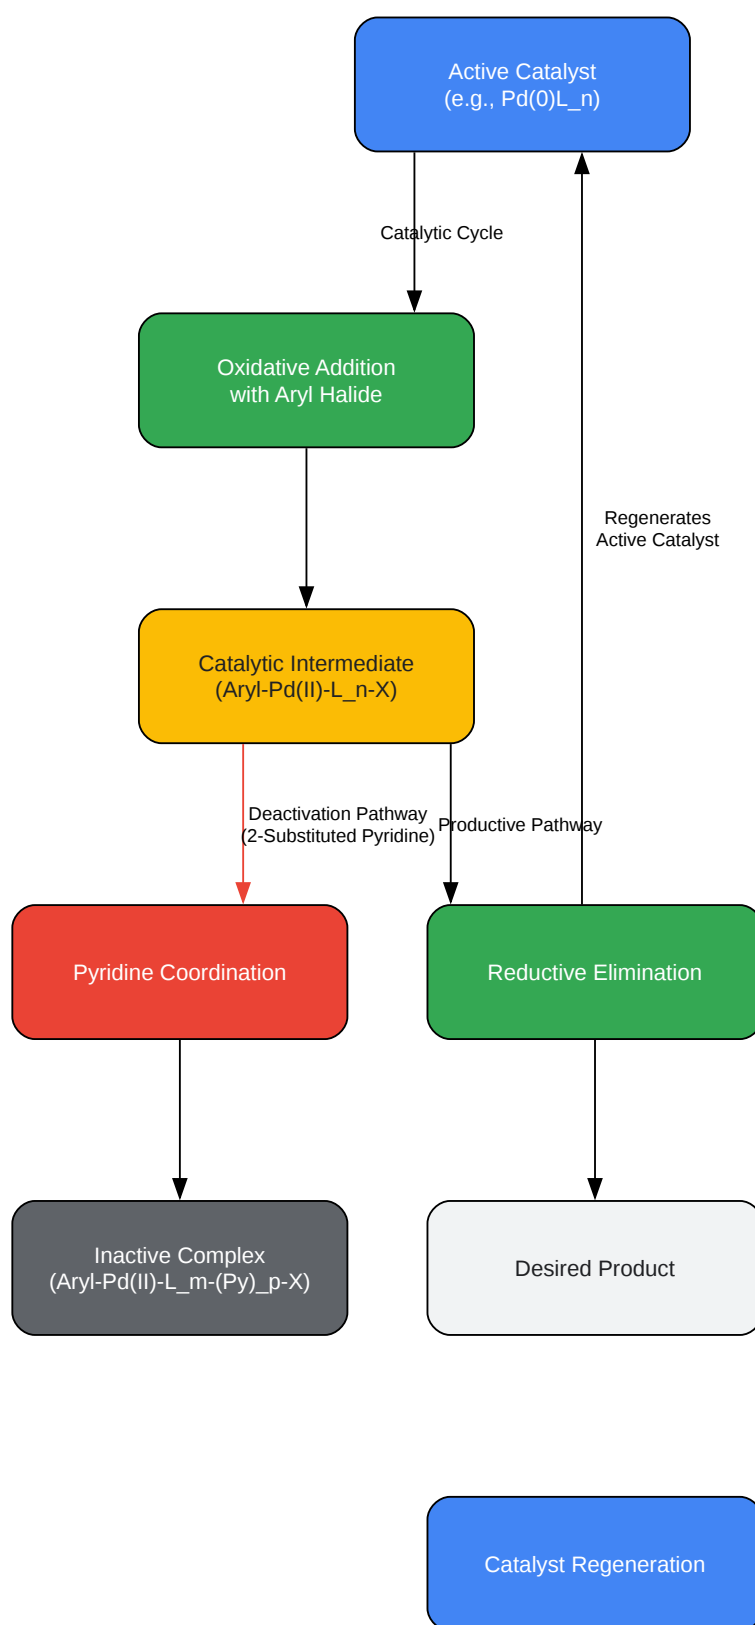 Active Catalyst
(e.g., Pd(0)L_n)
Catalytic Cycle
Oxidative Addition
with Aryl Halide
Regenerates
Active Catalyst
Catalytic Intermediate
(Aryl-Pd(II)-L_n-X)
Deactivation Pathway
(2-Substituted Pyridine)
Productive Pathway
Pyridine Coordination
Reductive Elimination
Inactive Complex
(Aryl-Pd(II)-L_m-(Py)_p-X)
Desired Product
Catalyst Regeneration